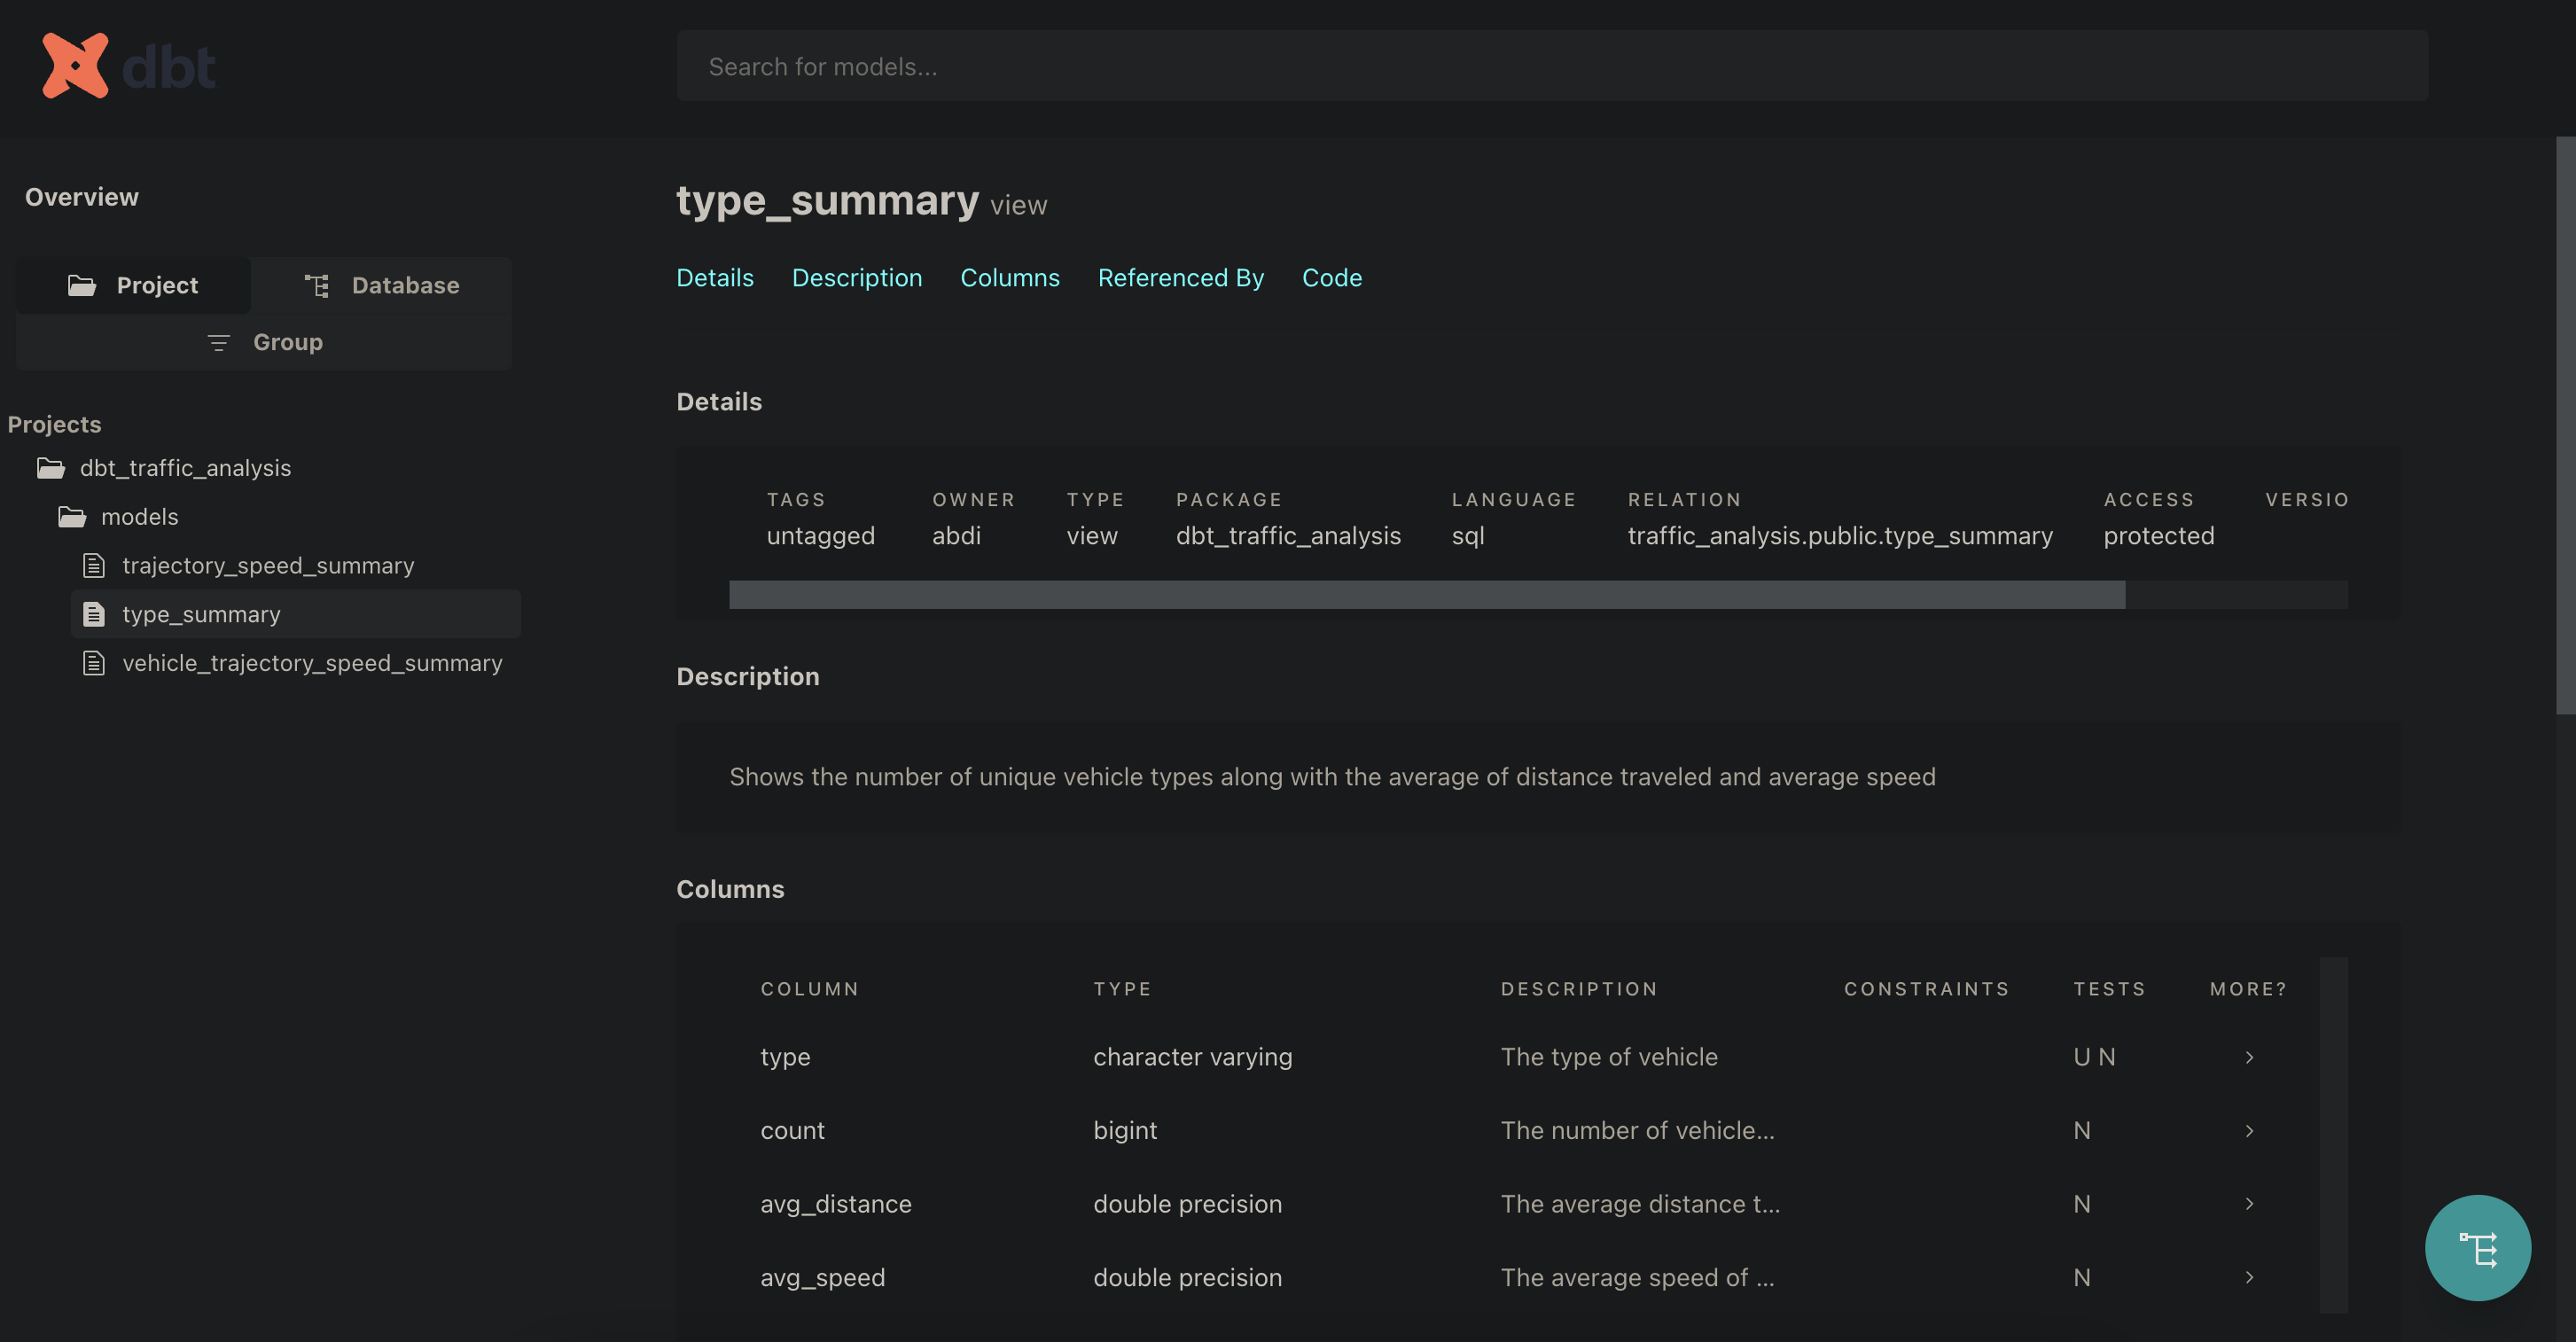 dbt
Search for models...
Overview
Project Database
Group
Projects
dbt_traffic_analysis
models
trajectory_speed_summary
type_summary
vehicle_trajectory_speed_summary
type_summary view
Details Description Columns Referenced By Code
Details
TAGS OWNER TYPE PACKAGE LANGUAGE RELATION ACCESS VERSIO
untagged abdi view dbt_traffic_analysis sql traffic_analysis.public.type_summary protected
Description
Shows the number of unique vehicle types along with the average of distance traveled and average speed
Columns
COLUMN TYPE DESCRIPTION CONSTRAINTS TESTS MORE?
type character varying The type of vehicle U N
count bigint The number of vehicle... N
avg_distance double precision The average distance t... N
avg_speed double precision The average speed of ... N